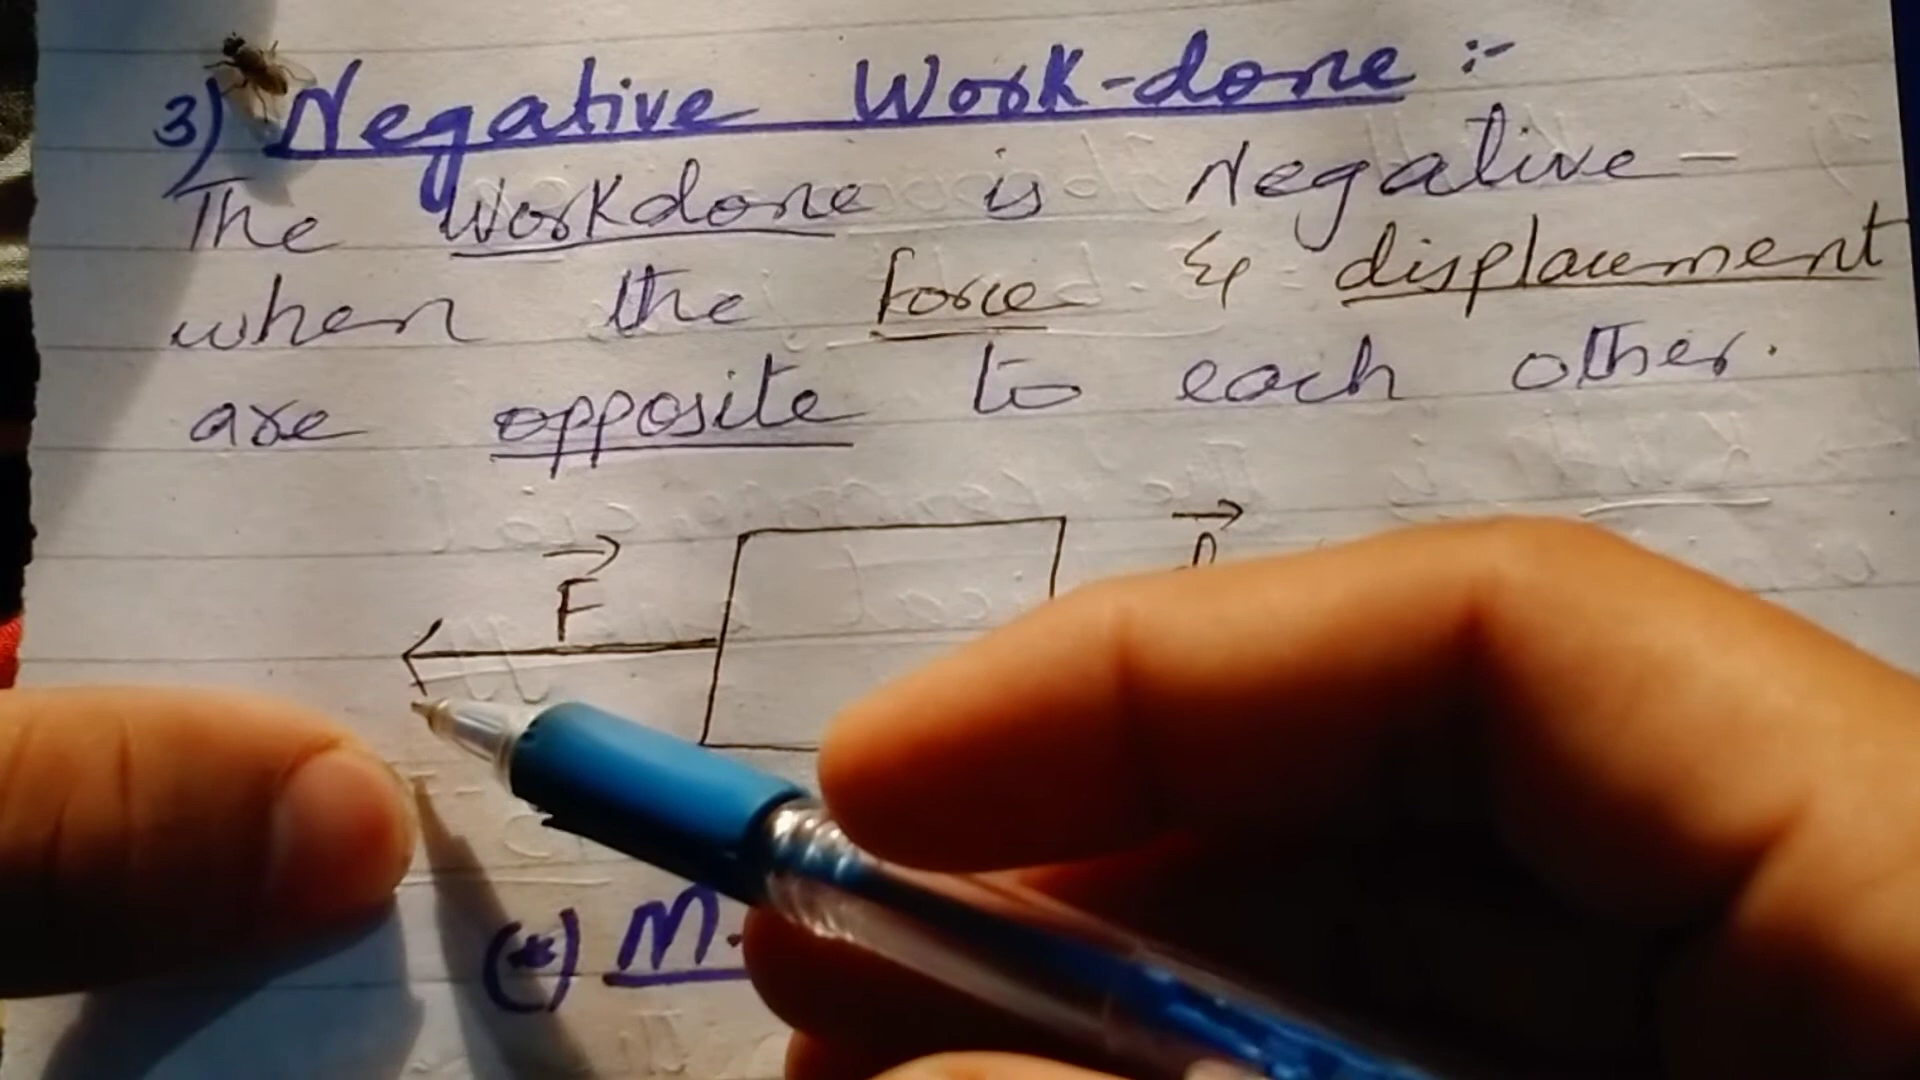 3) Negative Work-done :-
The Workdone is Negative -
when the force & displacement
are opposite to each other.
F
(*) M.